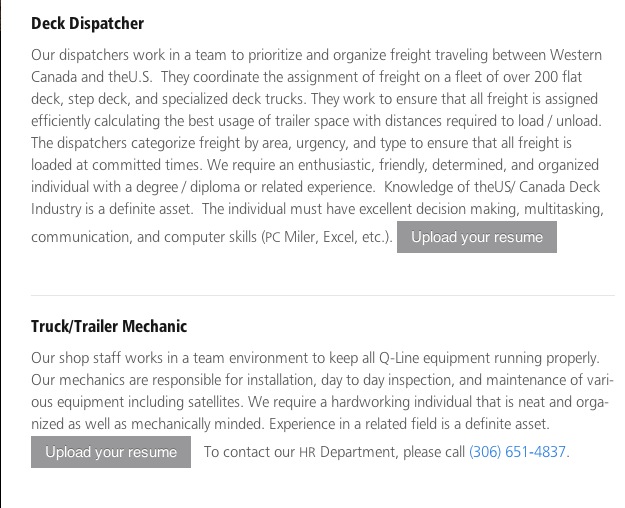 Deck Dispatcher
Our dispatchers work in a team to prioritize and organize freight traveling between Western
Canada and theU.S.  They coordinate the assignment of freight on a fleet of over 200 flat
deck, step deck, and specialized deck trucks. They work to ensure that all freight is assigned
efficiently calculating the best usage of trailer space with distances required to load / unload.
The dispatchers categorize freight by area, urgency, and type to ensure that all freight is
loaded at committed times. We require an enthusiastic, friendly, determined, and organized
individual with a degree / diploma or related experience.  Knowledge of theUS/ Canada Deck
Industry is a definite asset.  The individual must have excellent decision making, multitasking,
communication, and computer skills (PC Miler, Excel, etc.). Upload your resume
Truck/Trailer Mechanic
Our shop staff works in a team environment to keep all Q-Line equipment running properly.
Our mechanics are responsible for installation, day to day inspection, and maintenance of vari-
ous equipment including satellites. We require a hardworking individual that is neat and orga-
nized as well as mechanically minded. Experience in a related field is a definite asset.
Upload your resume To contact our HR Department, please call (306) 651-4837.